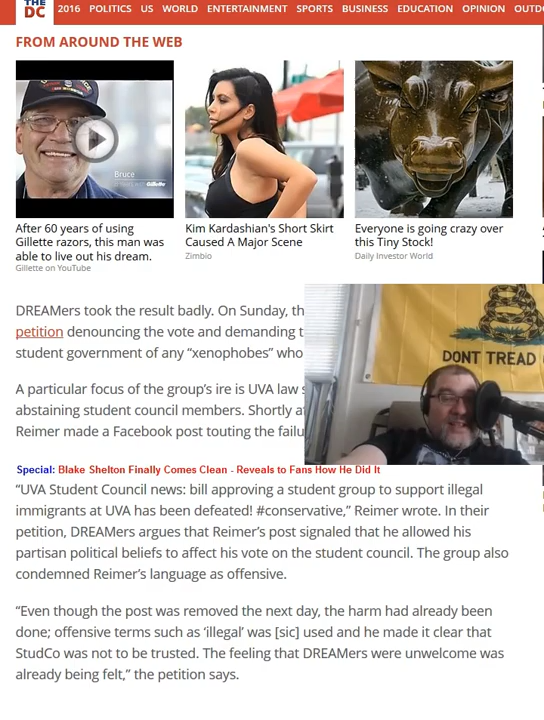 THE
DC
2016 POLITICS US WORLD ENTERTAINMENT SPORTS BUSINESS EDUCATION OPINION OUTDO
FROM AROUND THE WEB
Bruce
Gillette
After 60 years of using
Gillette razors, this man was
able to live out his dream.
Gillette on YouTube
Kim Kardashian's Short Skirt
Caused A Major Scene
Zimbio
Everyone is going crazy over
this Tiny Stock!
Daily Investor World
DREAMers took the result badly. On Sunday, th
petition denouncing the vote and demanding t
student government of any “xenophobes” who
DONT TREAD
A particular focus of the group’s ire is UVA law s
abstaining student council members. Shortly af
Reimer made a Facebook post touting the failu
Special: Blake Shelton Finally Comes Clean - Reveals to Fans How He Did It
“UVA Student Council news: bill approving a student group to support illegal
immigrants at UVA has been defeated! #conservative,” Reimer wrote. In their
petition, DREAMers argues that Reimer’s post signaled that he allowed his
partisan political beliefs to affect his vote on the student council. The group also
condemned Reimer’s language as offensive.
“Even though the post was removed the next day, the harm had already been
done; offensive terms such as ‘illegal’ was [sic] used and he made it clear that
StudCo was not to be trusted. The feeling that DREAMers were unwelcome was
already being felt,” the petition says.